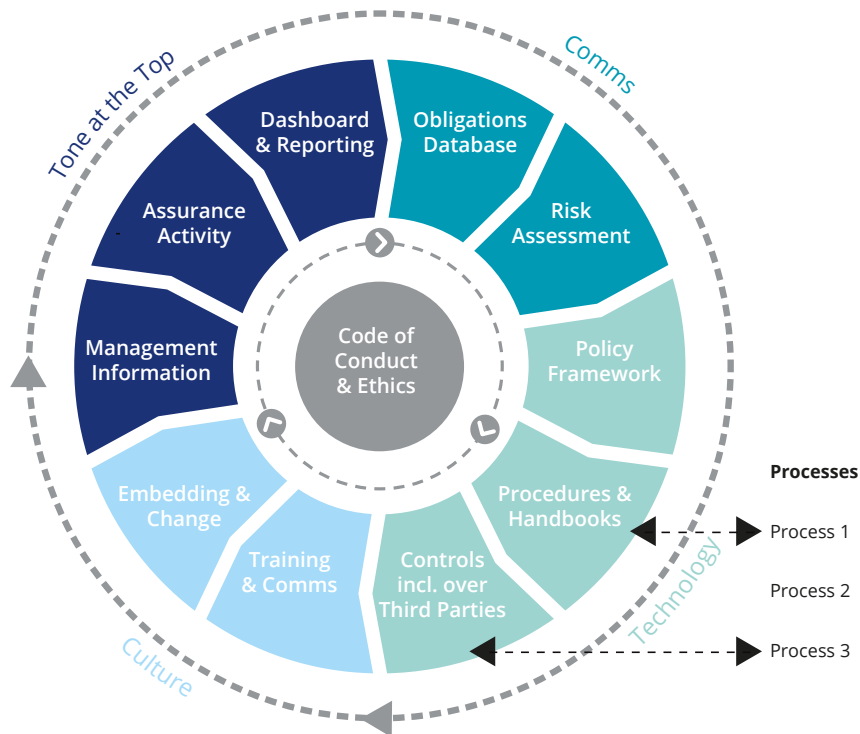 Tone at the Top
Comms
Dashboard
& Reporting
Obligations
Database
Assurance
Activity
Risk
Assessment
Management
Information
Code of
Conduct
& Ethics
Policy
Framework
Embedding &
Change
Procedures &
Handbooks
Training
& Comms
Controls
incl. over
Third Parties
Culture
Technology
Processes
Process 1
Process 2
Process 3